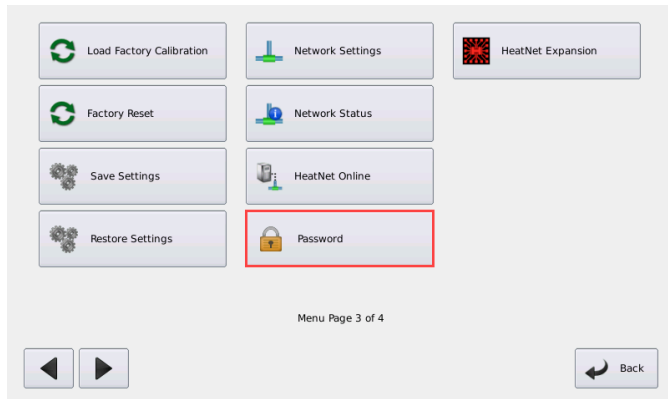 Load Factory Calibration
Network Settings
HeatNet Expansion
Factory Reset
Network Status
Save Settings
HeatNet Online
Restore Settings
Password
Menu Page 3 of 4
Back